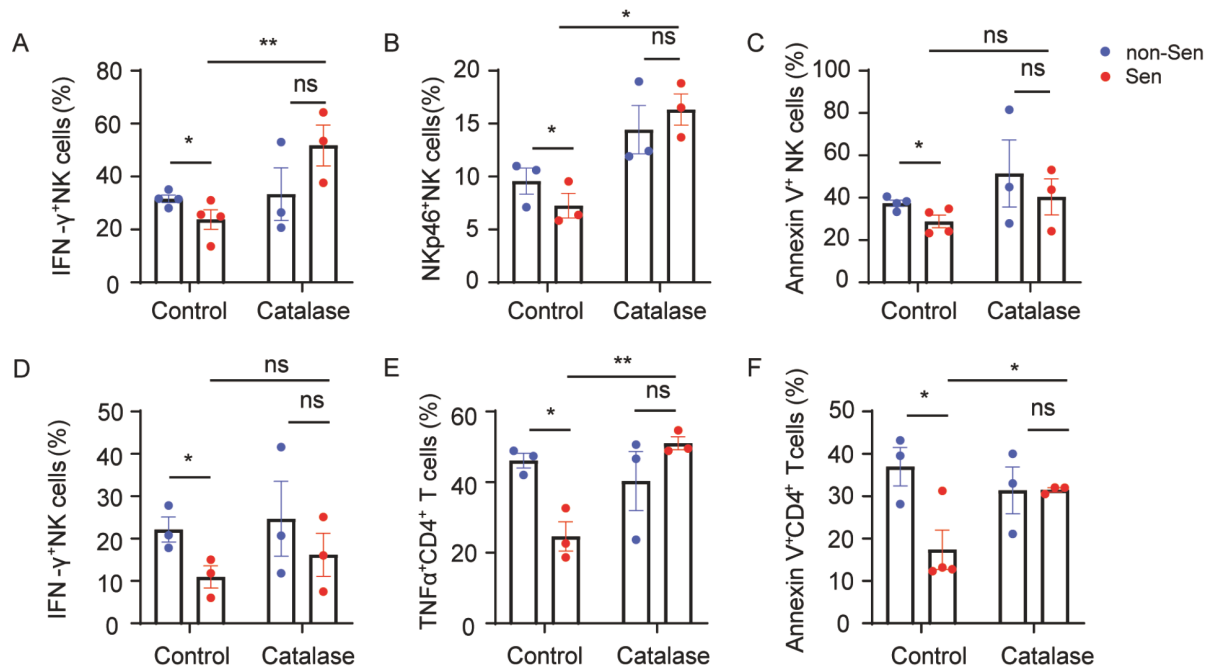 A
IFN -γ⁺NK cells (%)
80
60
40
20
0
**
ns
*
Control
Catalase
B
NKp46⁺NK cells(%)
20
15
10
5
0
*
ns
*
Control
Catalase
C
Annexin V⁺ NK cells (%)
100
80
60
40
20
0
ns
ns
*
Control
Catalase
non-Sen
Sen
D
IFN -γ⁺NK cells (%)
50
40
30
20
10
0
ns
ns
*
Control
Catalase
E
TNFα⁺CD4⁺ T cells (%)
60
40
20
0
**
ns
*
Control
Catalase
F
Annexin V⁺CD4⁺ Tcells (%)
50
40
30
20
10
0
*
ns
*
Control
Catalase